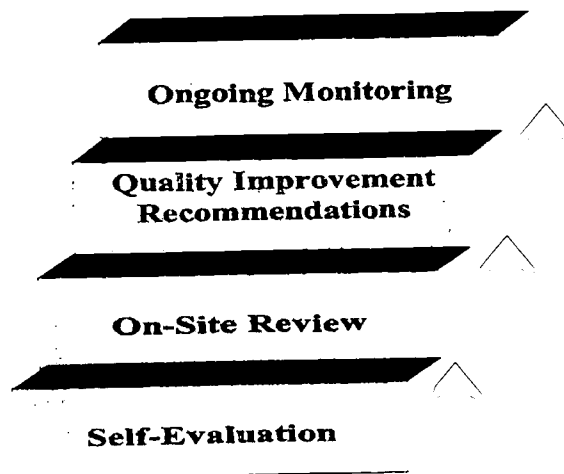 Ongoing Monitoring
Quality Improvement
Recommendations
On-Site Review
Self-Evaluation